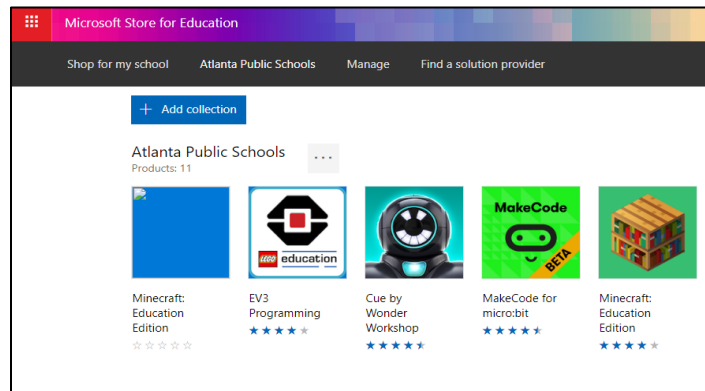 Microsoft Store for Education
Shop for my school Atlanta Public Schools Manage Find a solution provider
+ Add collection
Atlanta Public Schools ...
Products: 11
LEGO education
MakeCode
BETA
Minecraft:
Education
Edition
EV3
Programming
Cue by
Wonder
Workshop
MakeCode for
micro:bit
Minecraft:
Education
Edition